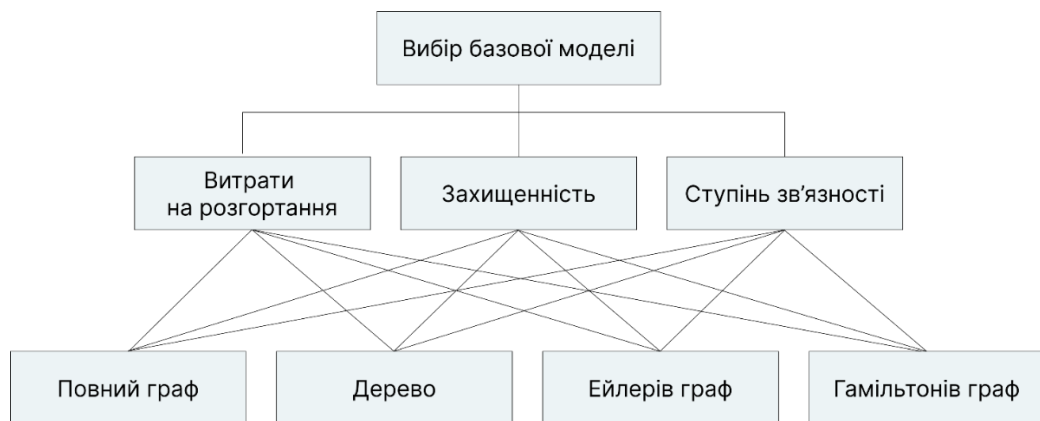 Вибір базової моделі
Витрати
на розгортання
Захищенність
Ступінь зв’язності
Повний граф
Дерево
Ейлерів граф
Гамільтонів граф